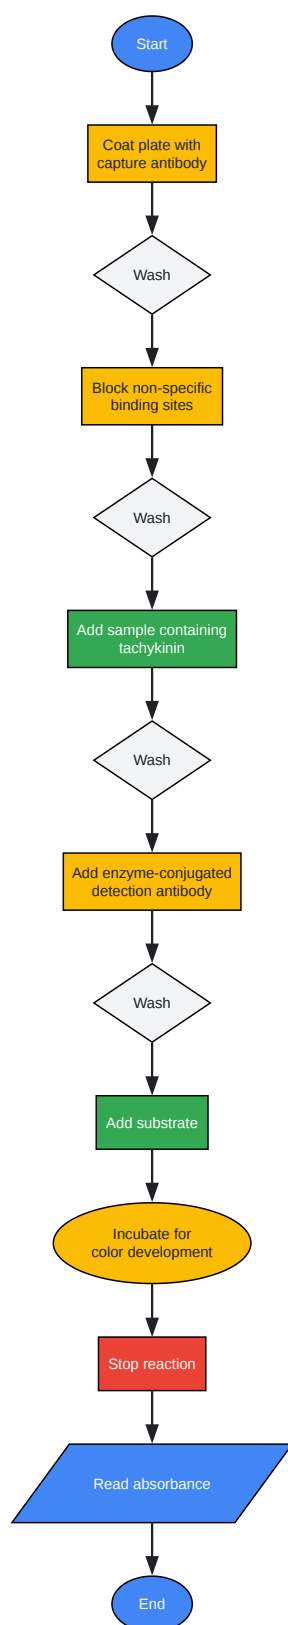 Start
Coat plate with
capture antibody
Wash
Block non-specific
binding sites
Wash
Add sample containing
tachykinin
Wash
Add enzyme-conjugated
detection antibody
Wash
Add substrate
Incubate for
color development
Stop reaction
Read absorbance
End